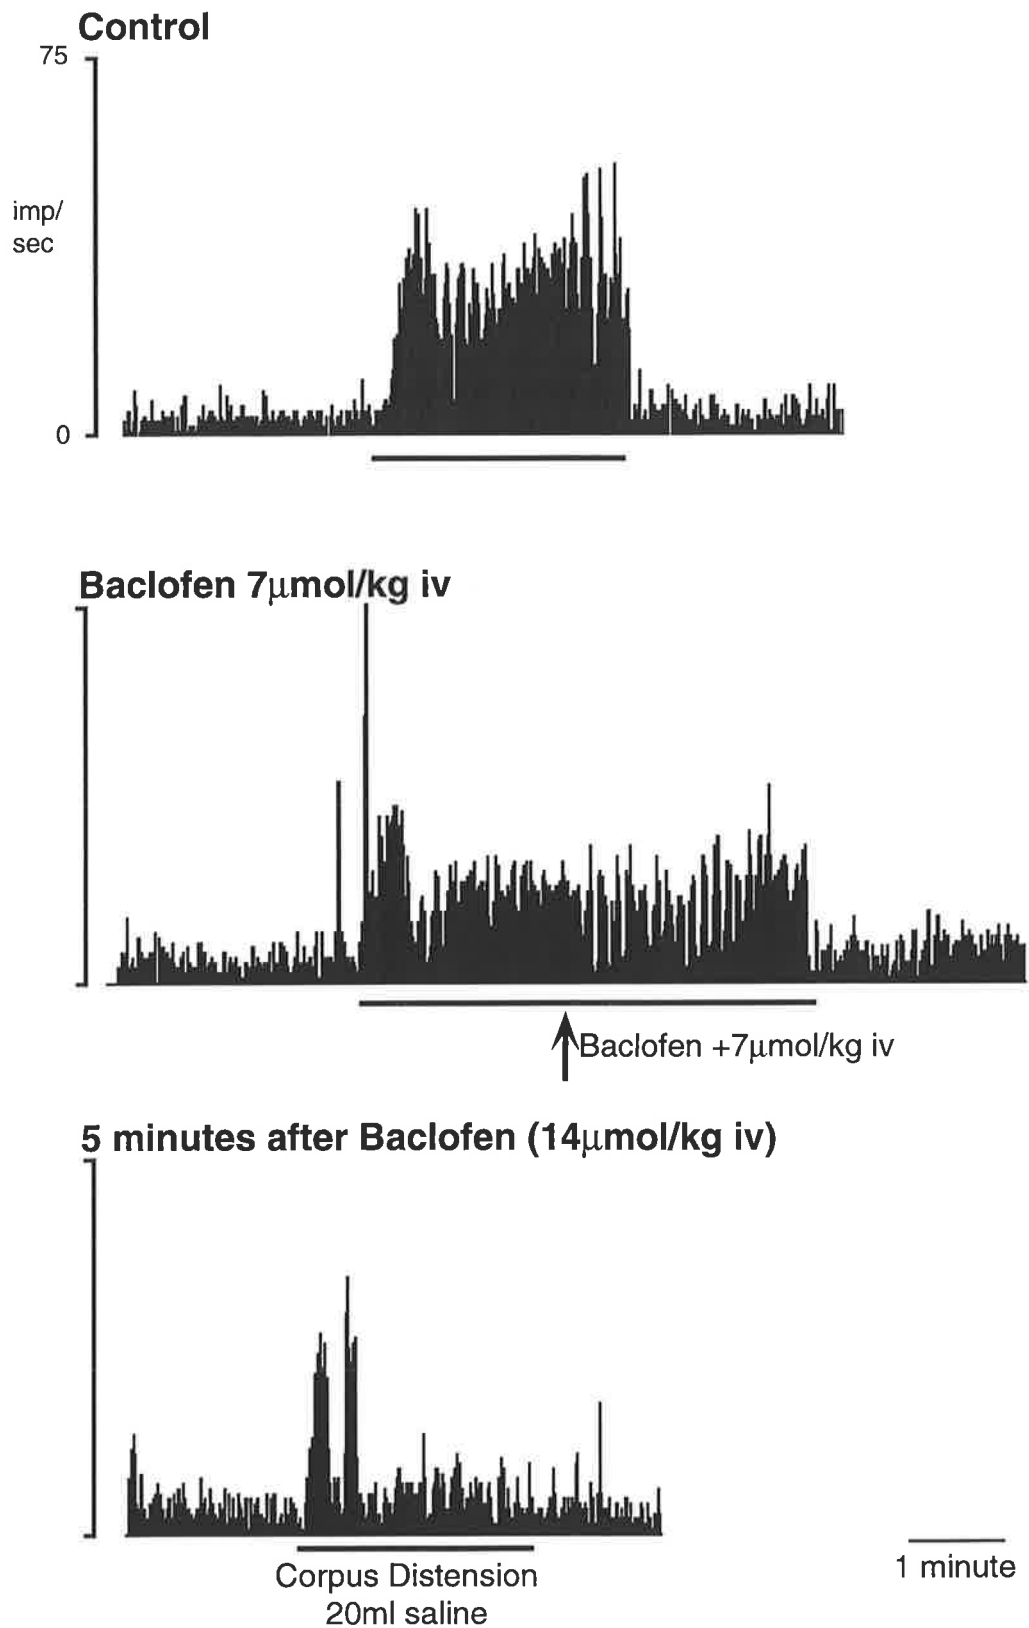 Control
75
imp/
sec
0
Baclofen 7μmol/kg iv
Baclofen +7μmol/kg iv
5 minutes after Baclofen (14μmol/kg iv)
Corpus Distension
20ml saline
1 minute